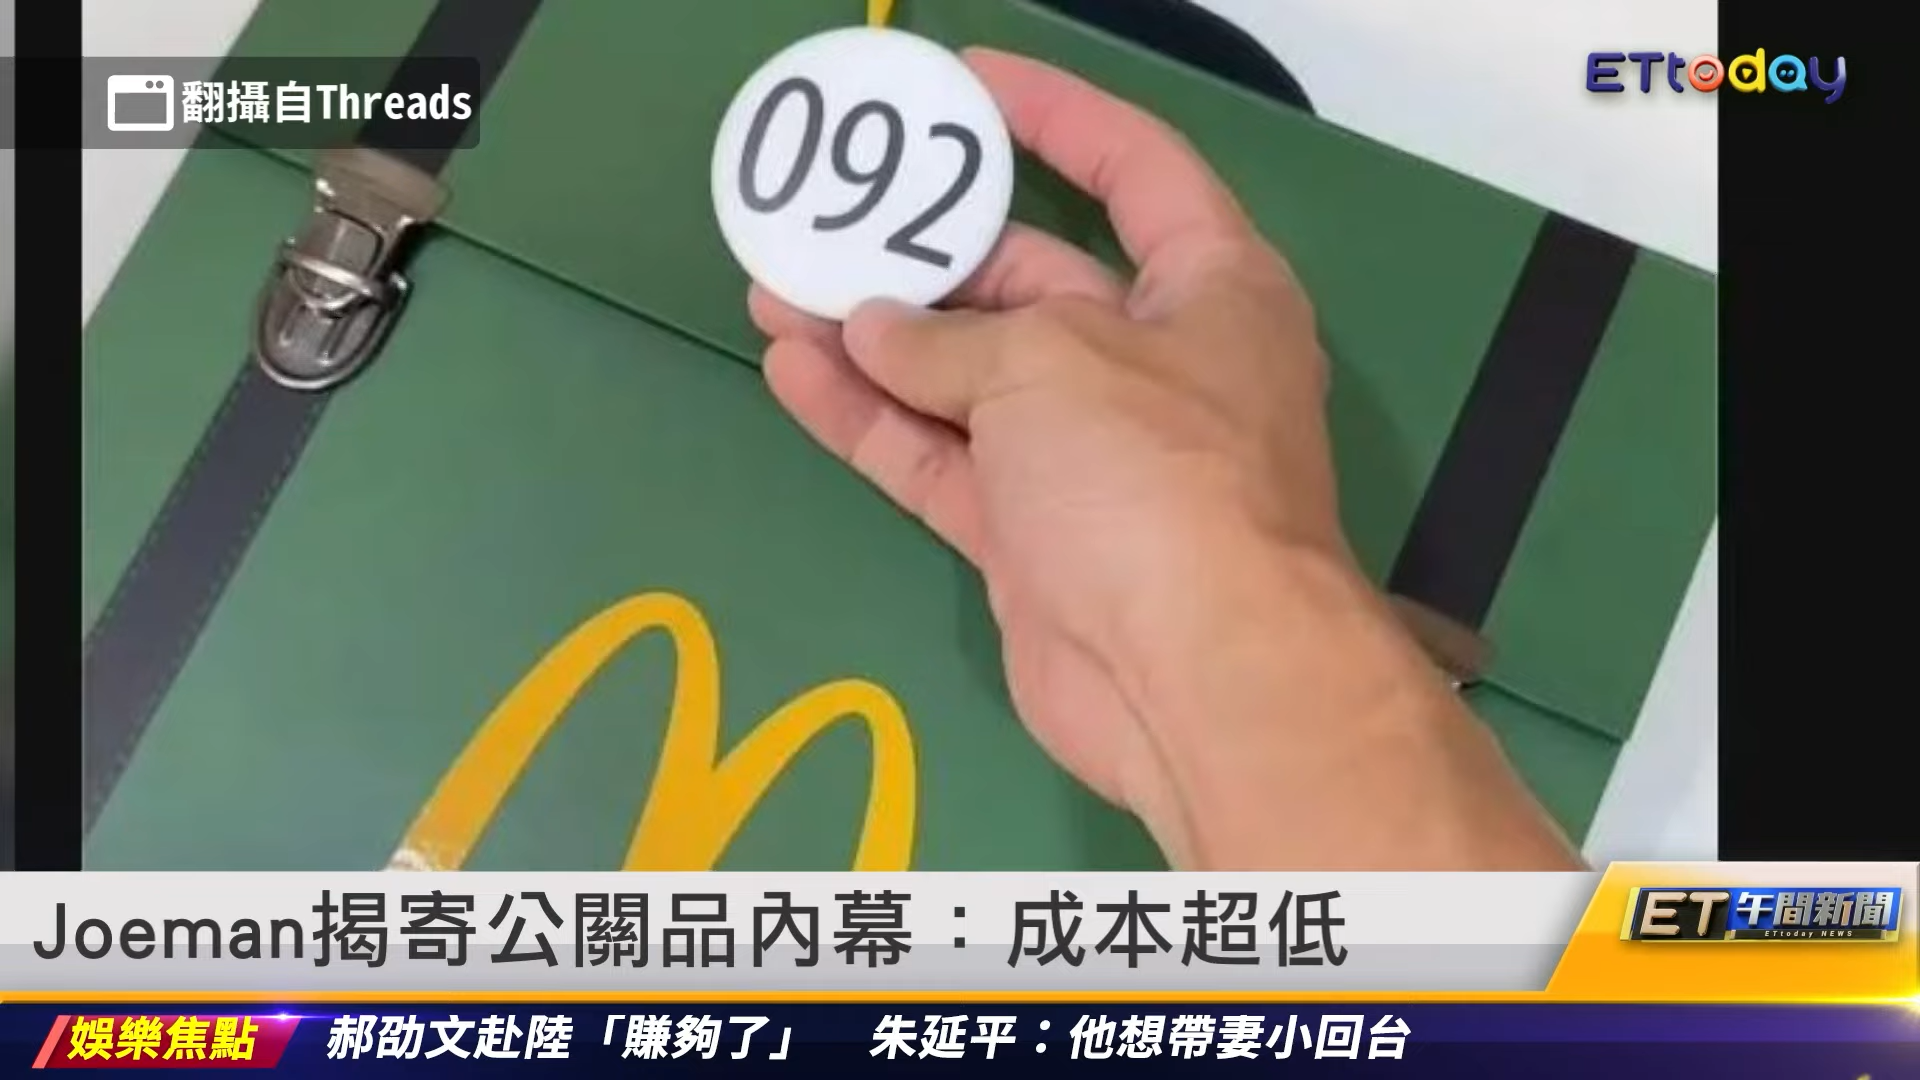 翻攝自Threads
ETtoday
092
Joeman揭寄公關品內幕：成本超低
ET午間新聞
ETtoday NEWS
娛樂焦點
郝劭文赴陸「賺夠了」 朱延平：他想帶妻小回台